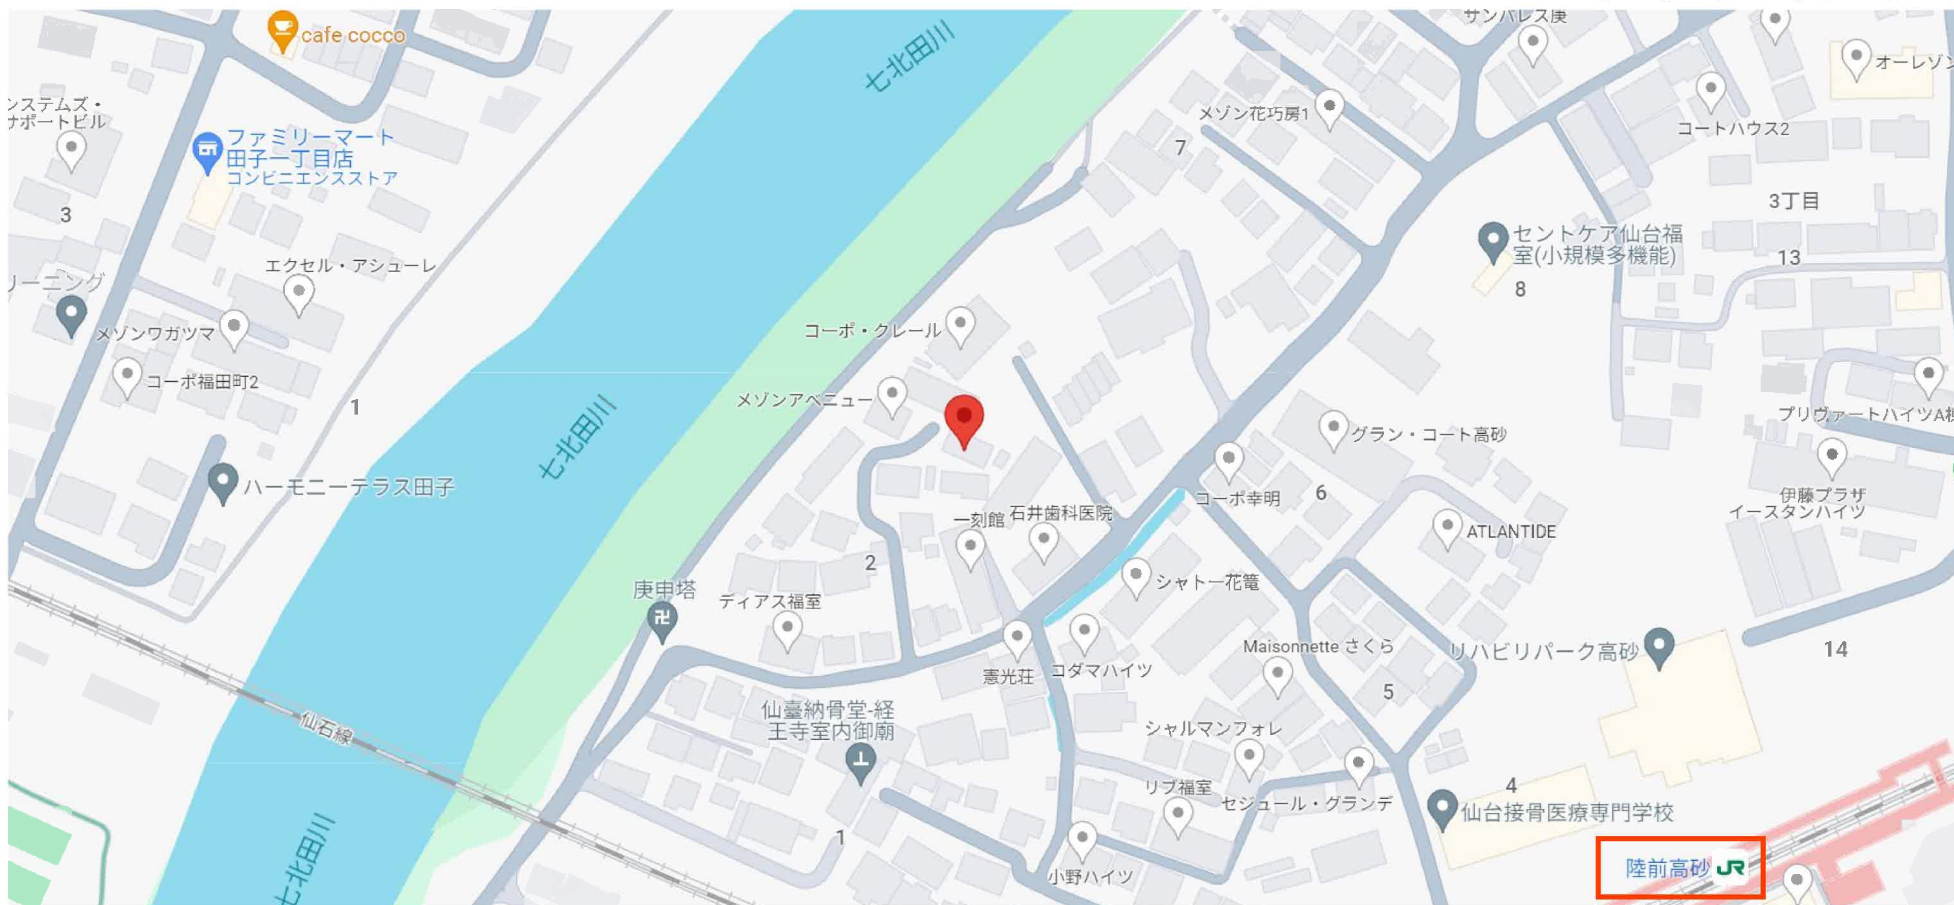 サンパレス庚
cafe cocco
七北田川
オーレゾン
ンステムズ・
サポートビル
メゾン花巧房1
コートハウス2
ファミリーマート
田子一丁目店
コンビニエンスストア
7
3丁目
3
セントケア仙台福
室(小規模多機能)
13
エクセル・アシューレ
リーニング
8
メゾンワガツマ
コーポ・クレール
コーポ福田町2
メゾンアベニュー
1
プリヴァートハイツA棟
グラン・コート高砂
七北田川
ハーモニーテラス田子
コーポ幸明
6
伊藤プラザ
イースタンハイツ
一刻館
石井歯科医院
ATLANTIDE
2
シャトー花篭
庚申塔
ディアス福室
Maisonnette さくら
リハビリパーク高砂
14
憲光荘
コダマハイツ
5
仙石線
仙臺納骨堂-経
王寺室内御廟
シャルマンフォレ
リブ福室
セジュール・グランデ
4
仙台接骨医療専門学校
1
七北田川
小野ハイツ
陸前高砂 JR